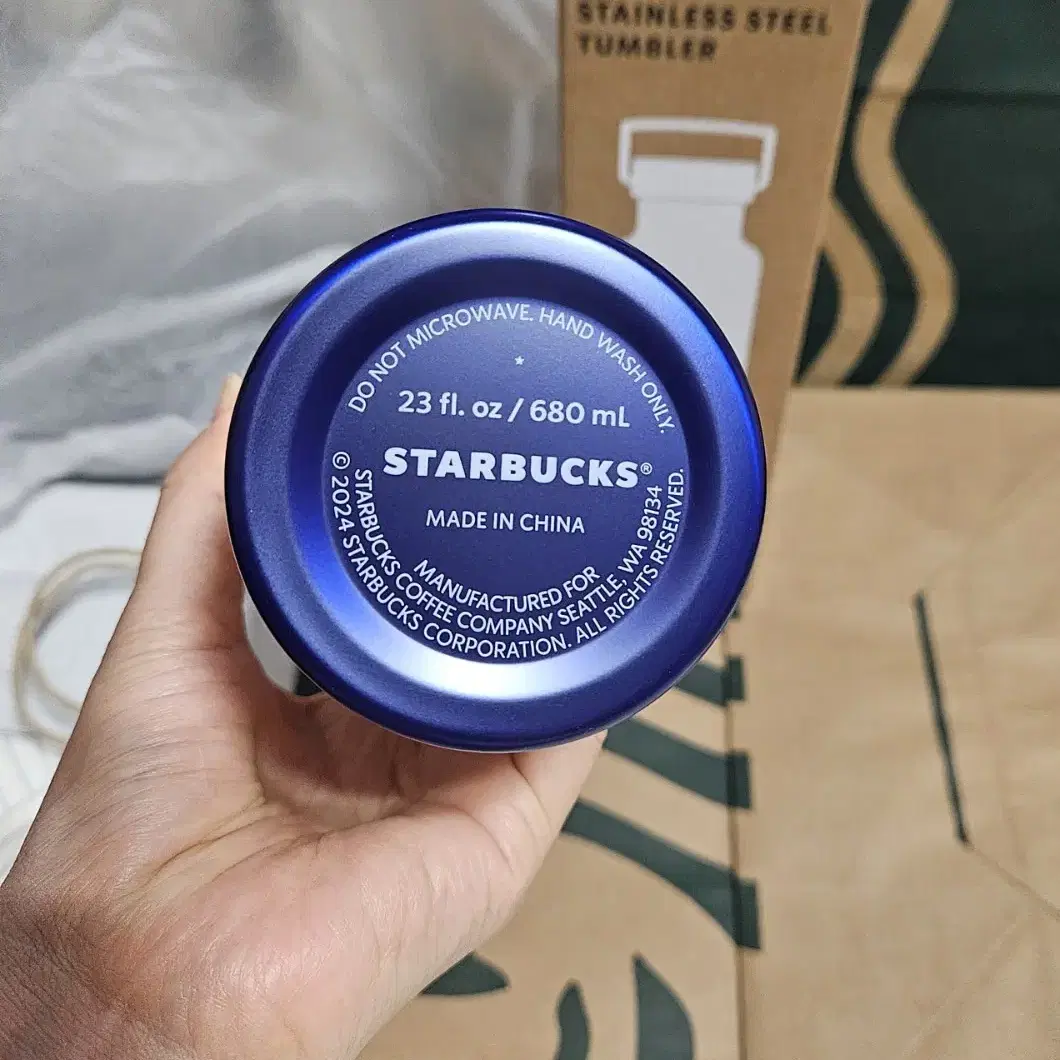 STAINLESS STEEL
TUMBLER
DO NOT MICROWAVE. HAND WASH ONLY.
23 fl. oz / 680 mL
STARBUCKS®
MADE IN CHINA
MANUFACTURED FOR
STARBUCKS COFFEE COMPANY SEATTLE, WA 98134
© 2024 STARBUCKS CORPORATION. ALL RIGHTS RESERVED.